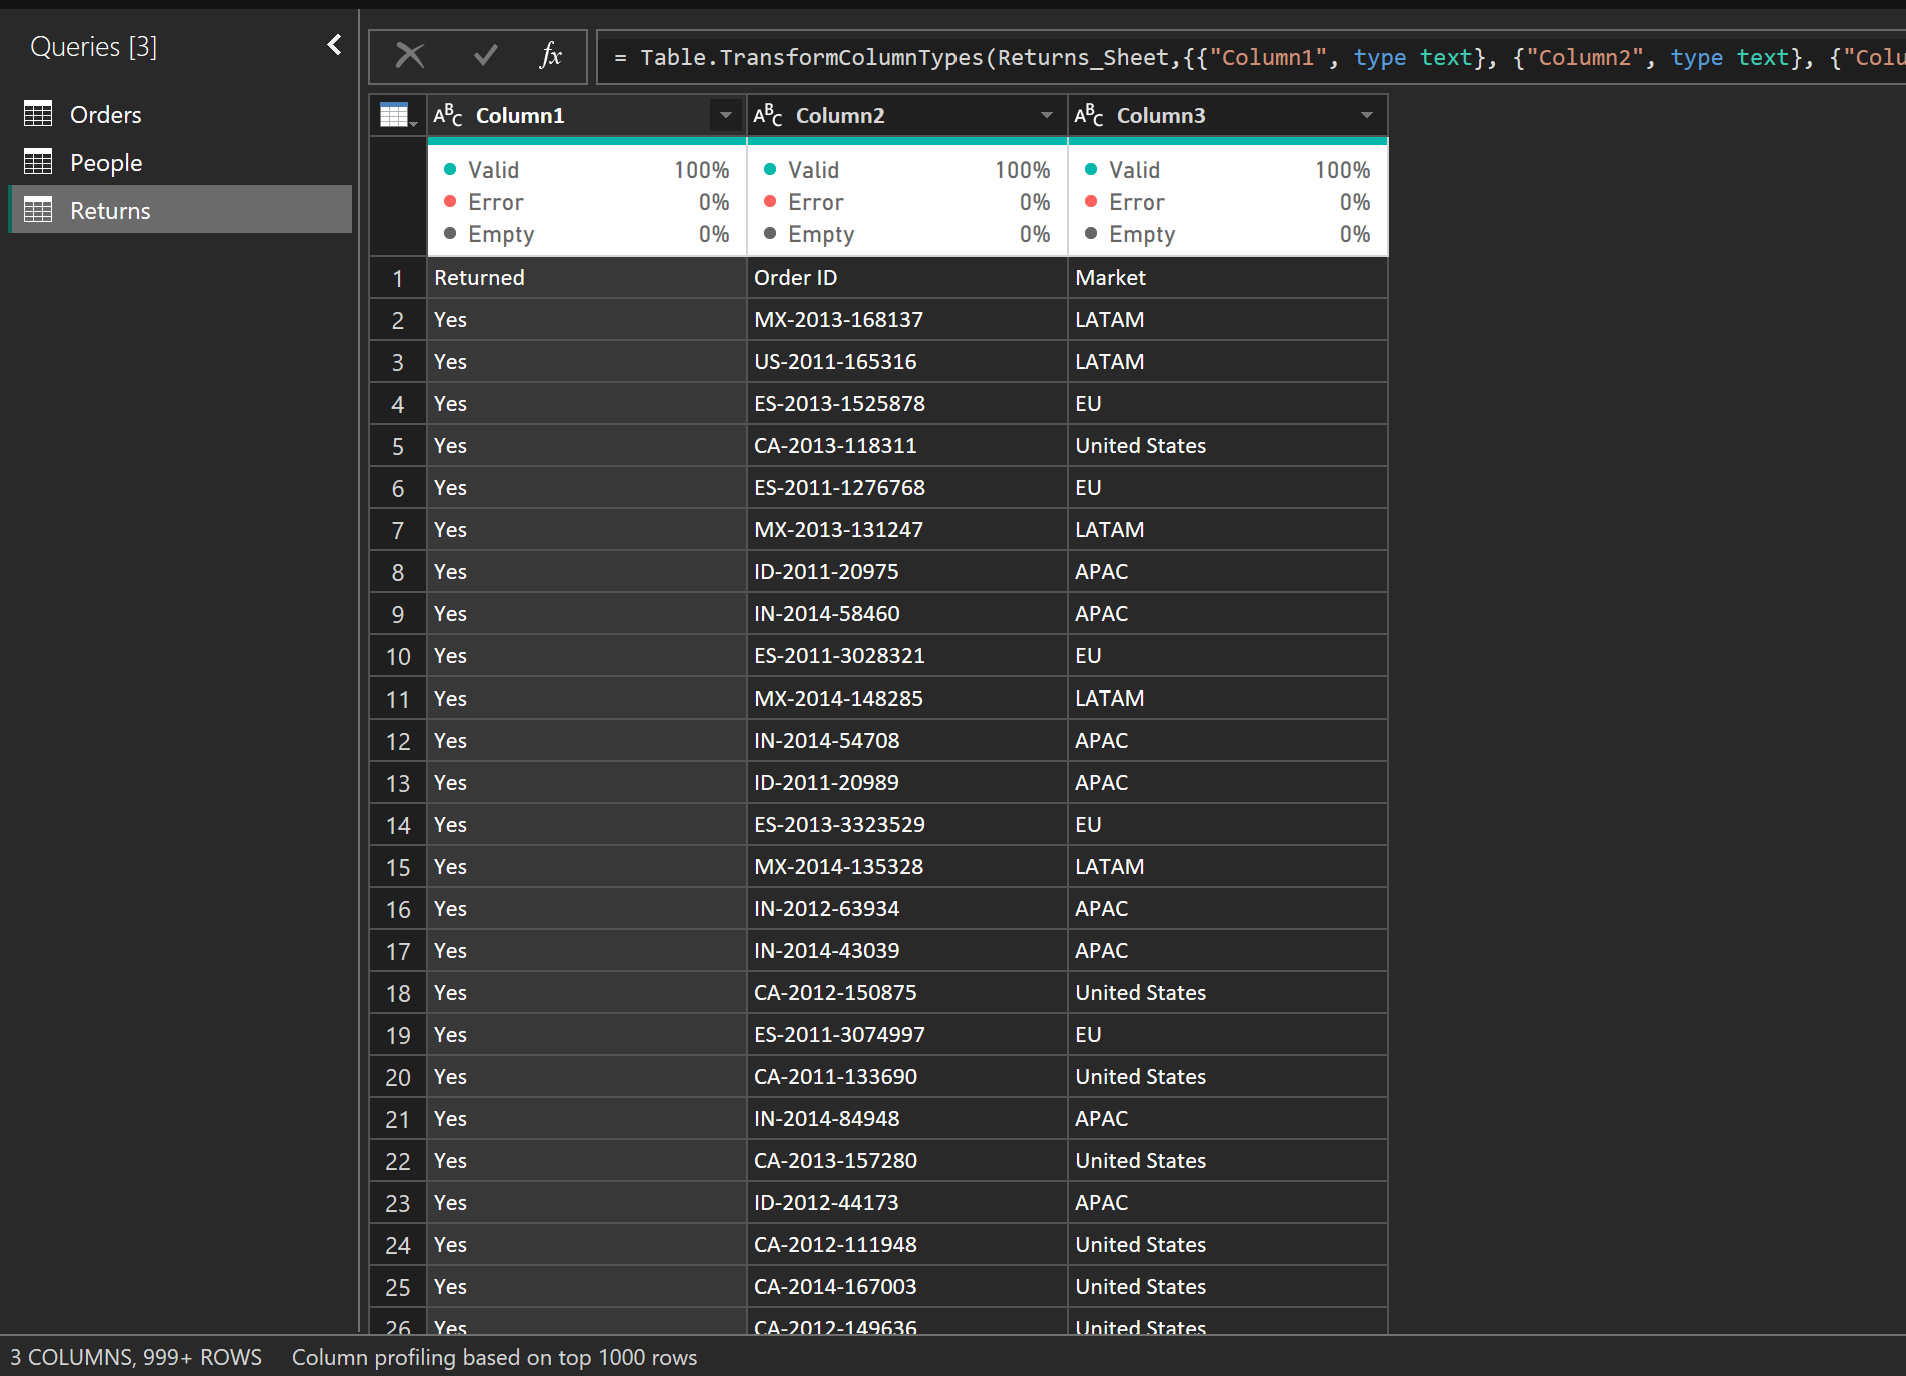 Queries [3]
Orders
People
Returns
fx
= Table.TransformColumnTypes(Returns_Sheet,{{"Column1", type text}, {"Column2", type text}, {"Colu
ABC Column1 ABC Column2 ABC Column3
Valid 100% Valid 100% Valid 100%
Error 0% Error 0% Error 0%
Empty 0% Empty 0% Empty 0%
1 Returned Order ID Market
2 Yes MX-2013-168137 LATAM
3 Yes US-2011-165316 LATAM
4 Yes ES-2013-1525878 EU
5 Yes CA-2013-118311 United States
6 Yes ES-2011-1276768 EU
7 Yes MX-2013-131247 LATAM
8 Yes ID-2011-20975 APAC
9 Yes IN-2014-58460 APAC
10 Yes ES-2011-3028321 EU
11 Yes MX-2014-148285 LATAM
12 Yes IN-2014-54708 APAC
13 Yes ID-2011-20989 APAC
14 Yes ES-2013-3323529 EU
15 Yes MX-2014-135328 LATAM
16 Yes IN-2012-63934 APAC
17 Yes IN-2014-43039 APAC
18 Yes CA-2012-150875 United States
19 Yes ES-2011-3074997 EU
20 Yes CA-2011-133690 United States
21 Yes IN-2014-84948 APAC
22 Yes CA-2013-157280 United States
23 Yes ID-2012-44173 APAC
24 Yes CA-2012-111948 United States
25 Yes CA-2014-167003 United States
26 Yes CA-2012-149636 United States
3 COLUMNS, 999+ ROWS Column profiling based on top 1000 rows